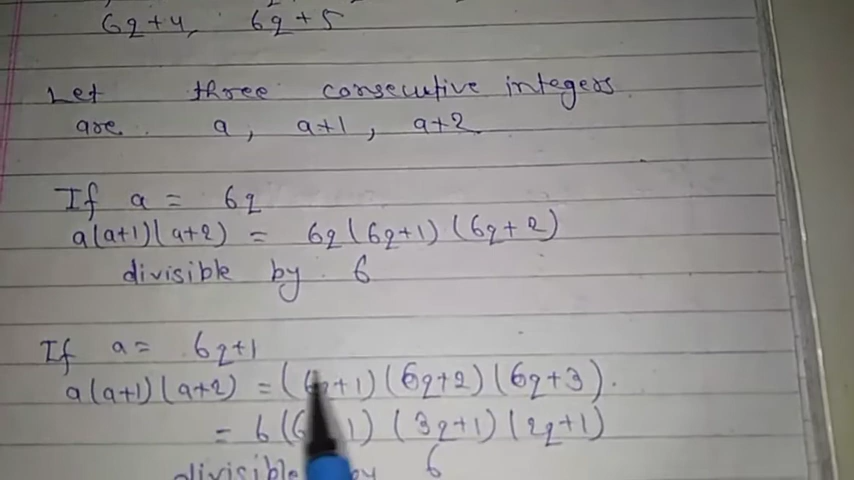 6q+4, 6q+5
Let three consecutive integers
are a, a+1, a+2
If a = 6q
a(a+1)(a+2) = 6q(6q+1)(6q+2)
divisible by 6
If a = 6q+1
a(a+1)(a+2) = (6q+1)(6q+2)(6q+3).
= 6(6 1)(3q+1)(2q+1)
divisible by 6